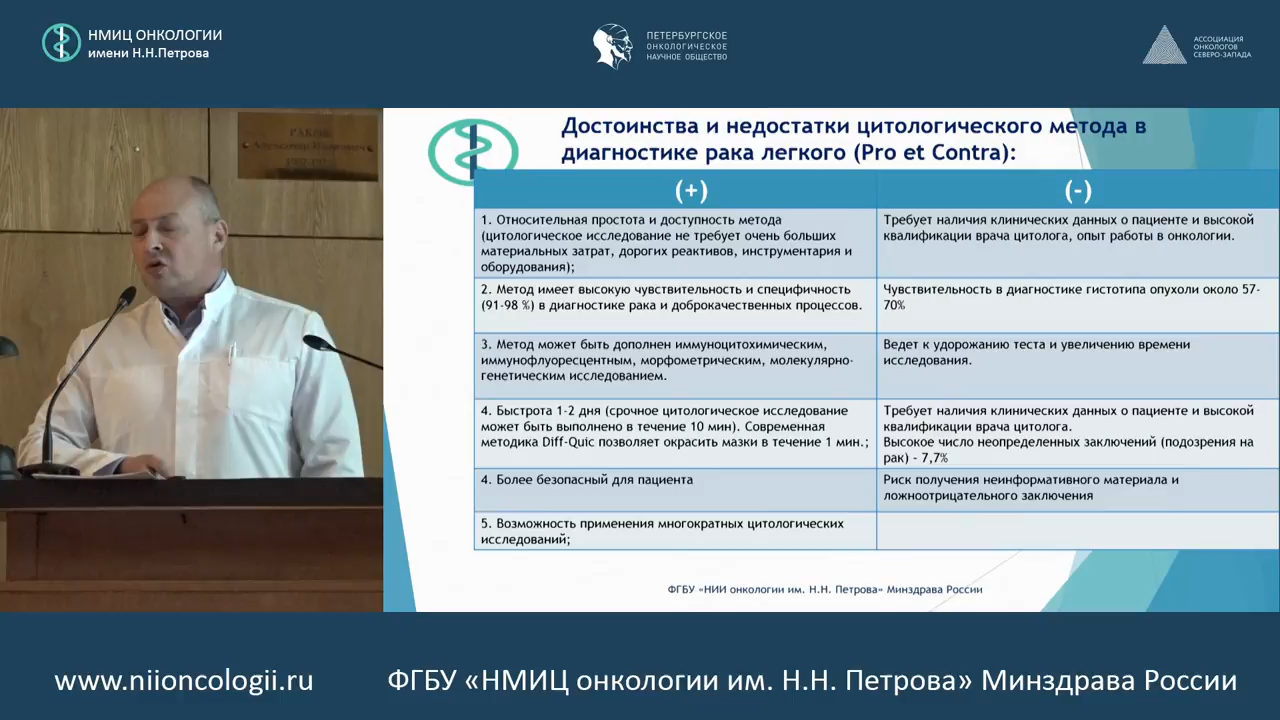 НМИЦ ОНКОЛОГИИ
имени Н.Н.Петрова
ПЕТЕРБУРГСКОЕ
ОНКОЛОГИЧЕСКОЕ
НАУЧНОЕ ОБЩЕСТВО
АССОЦИАЦИЯ
ОНКОЛОГОВ
СЕВЕРО-ЗАПАДА
Достоинства и недостатки цитологического метода в
диагностике рака легкого (Pro et Contra):
(+)
(-)
1. Относительная простота и доступность метода
(цитологическое исследование не требует очень больших
материальных затрат, дорогих реактивов, инструментария и
оборудования);
Требует наличия клинических данных о пациенте и высокой
квалификации врача цитолога, опыт работы в онкологии.
2. Метод имеет высокую чувствительность и специфичность
(91-98 %) в диагностике рака и доброкачественных процессов.
Чувствительность в диагностике гистотипа опухоли около 57-
70%
3. Метод может быть дополнен иммуноцитохимическим,
иммунофлуоресцентным, морфометрическим, молекулярно-
генетическим исследованием.
Ведет к удорожанию теста и увеличению времени
исследования.
4. Быстрота 1-2 дня (срочное цитологическое исследование
может быть выполнено в течение 10 мин). Современная
методика Diff-Quic позволяет окрасить мазки в течение 1 мин.;
Требует наличия клинических данных о пациенте и высокой
квалификации врача цитолога.
Высокое число неопределенных заключений (подозрения на
рак) - 7,7%
4. Более безопасный для пациента
Риск получения неинформативного материала и
ложноотрицательного заключения
5. Возможность применения многократных цитологических
исследований;
ФГБУ «НИИ онкологии им. Н.Н. Петрова» Минздрава России
www.niioncologii.ru
ФГБУ «НМИЦ онкологии им. Н.Н. Петрова» Минздрава России